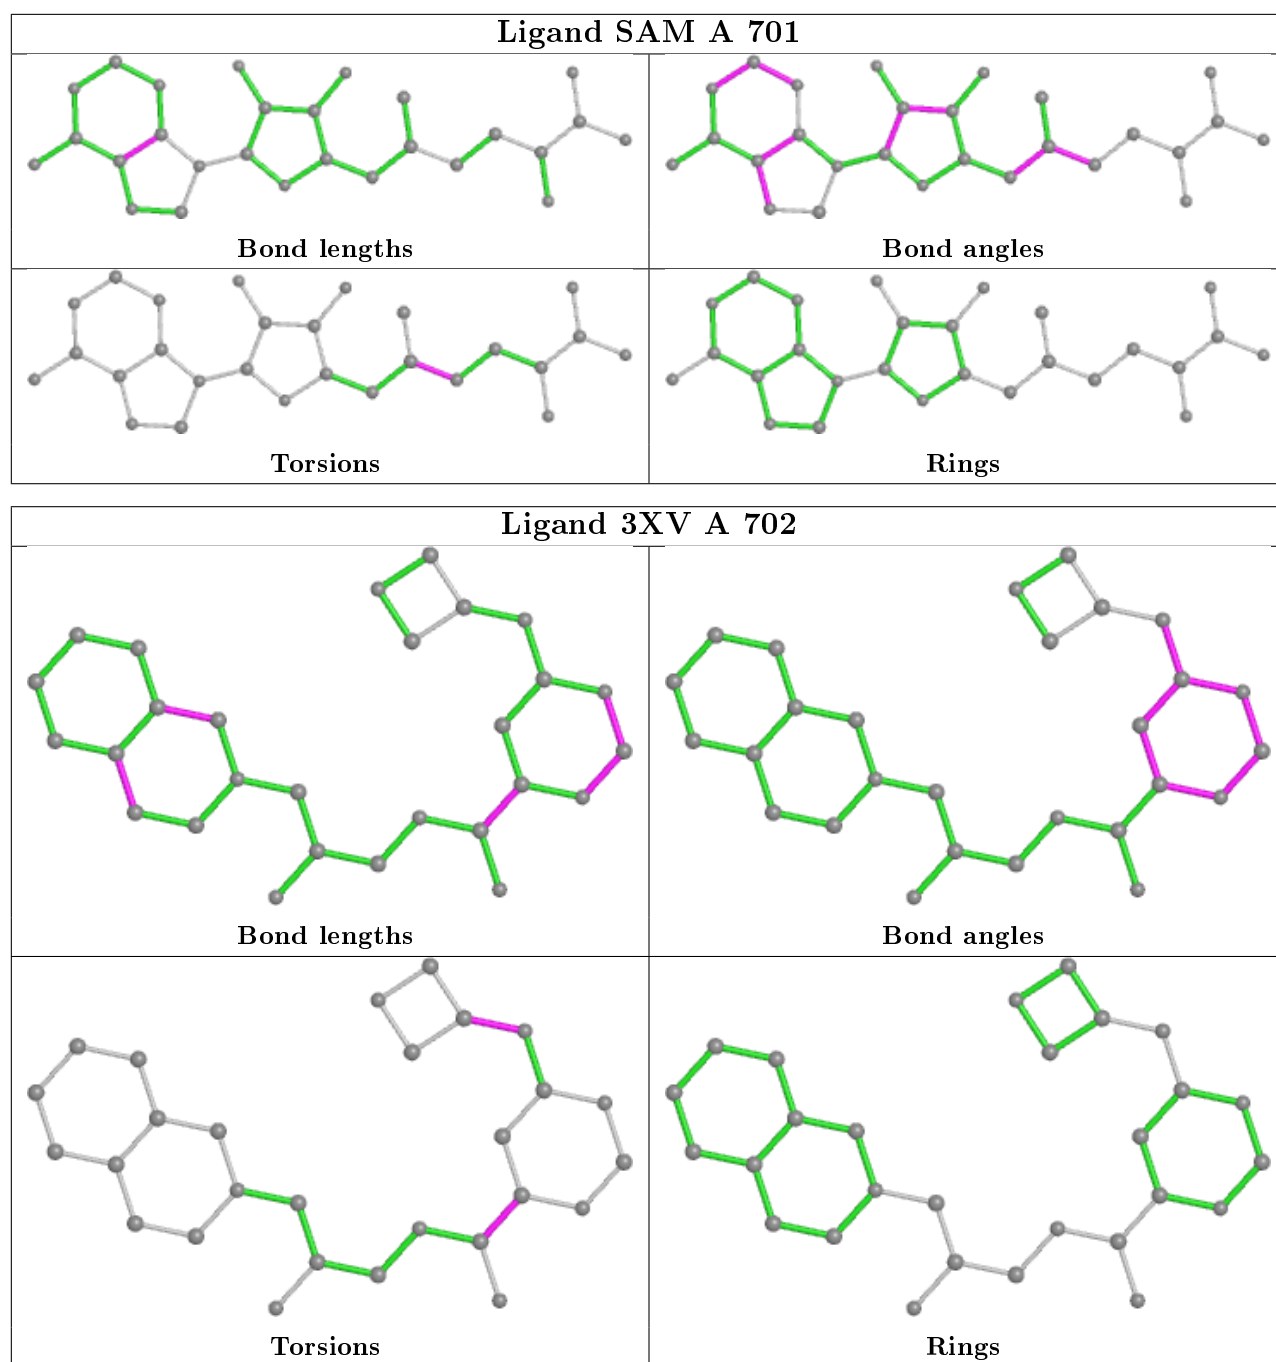 Ligand SAM A 701
Bond lengths
Bond angles
Torsions
Rings
Ligand 3XV A 702
Bond lengths
Bond angles
Torsions
Rings